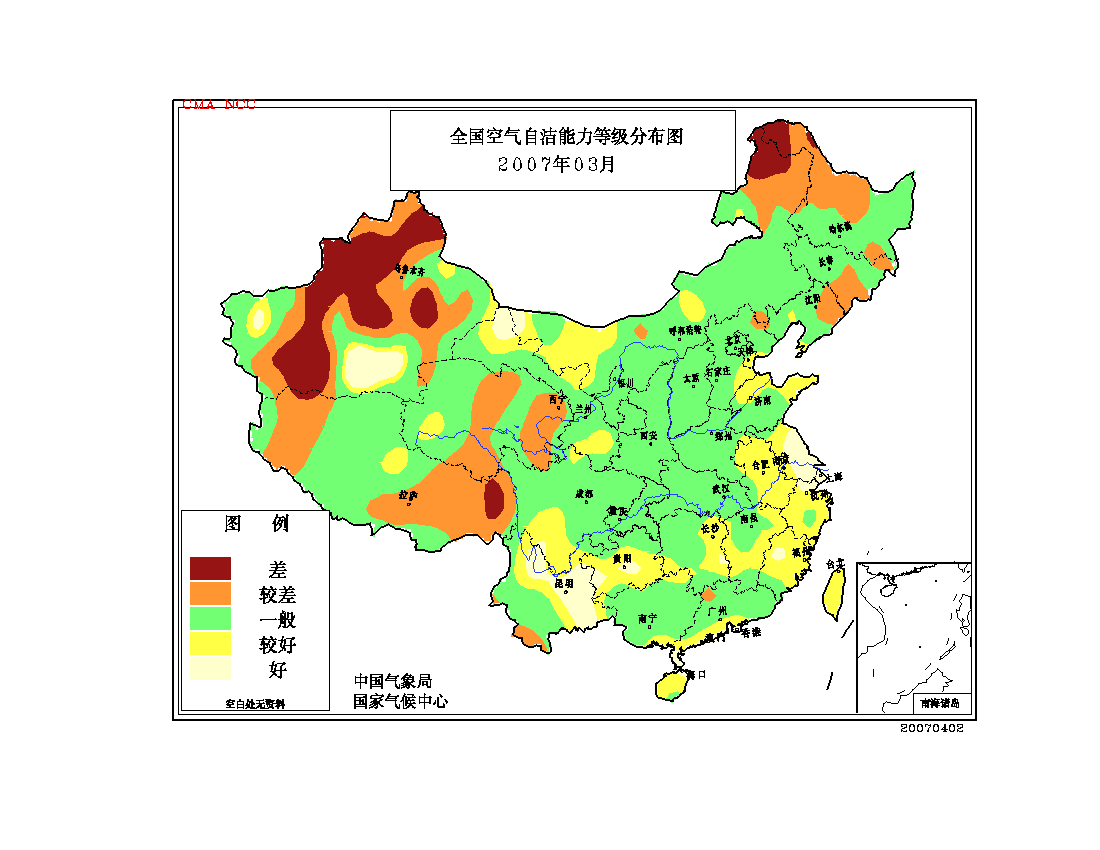 CMA NCC
全国空气自洁能力等级分布图
2007年03月
哈尔滨
长春
乌鲁木齐
沈阳
呼和浩特
北京
天津
银川
太原
石家庄
西宁
兰州
济南
西安
郑州
合肥
南京
上海
拉萨
成都
武汉
杭州
重庆
南昌
长沙
贵阳
福州
台北
昆明
南宁
广州
澳门
香港
海口
图 例
差
较差
一般
较好
好
空白处无资料
中国气象局
国家气候中心
南海诸岛
20070402